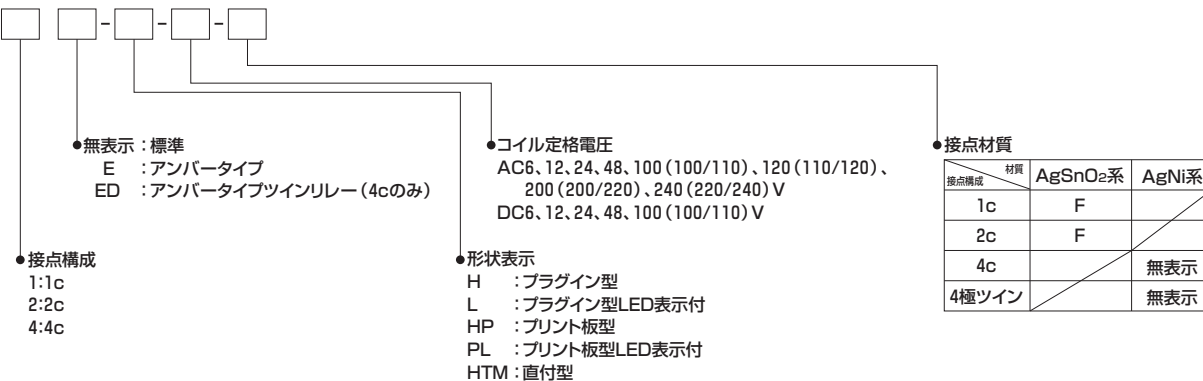 - - -
●無表示：標準
E ：アンバータイプ
ED ：アンバータイプツインリレー（4cのみ）
●接点構成
1:1c
2:2c
4:4c
●コイル定格電圧
AC6、12、24、48、100（100/110）、120（110/120）、
200（200/220）、240（220/240）V
DC6、12、24、48、100（100/110）V
●形状表示
H ：プラグイン型
L ：プラグイン型LED表示付
HP ：プリント板型
PL ：プリント板型LED表示付
HTM：直付型
●接点材質
材質
接点構成 AgSnO2系 AgNi系
1c F
2c F
4c 無表示
4極ツイン 無表示